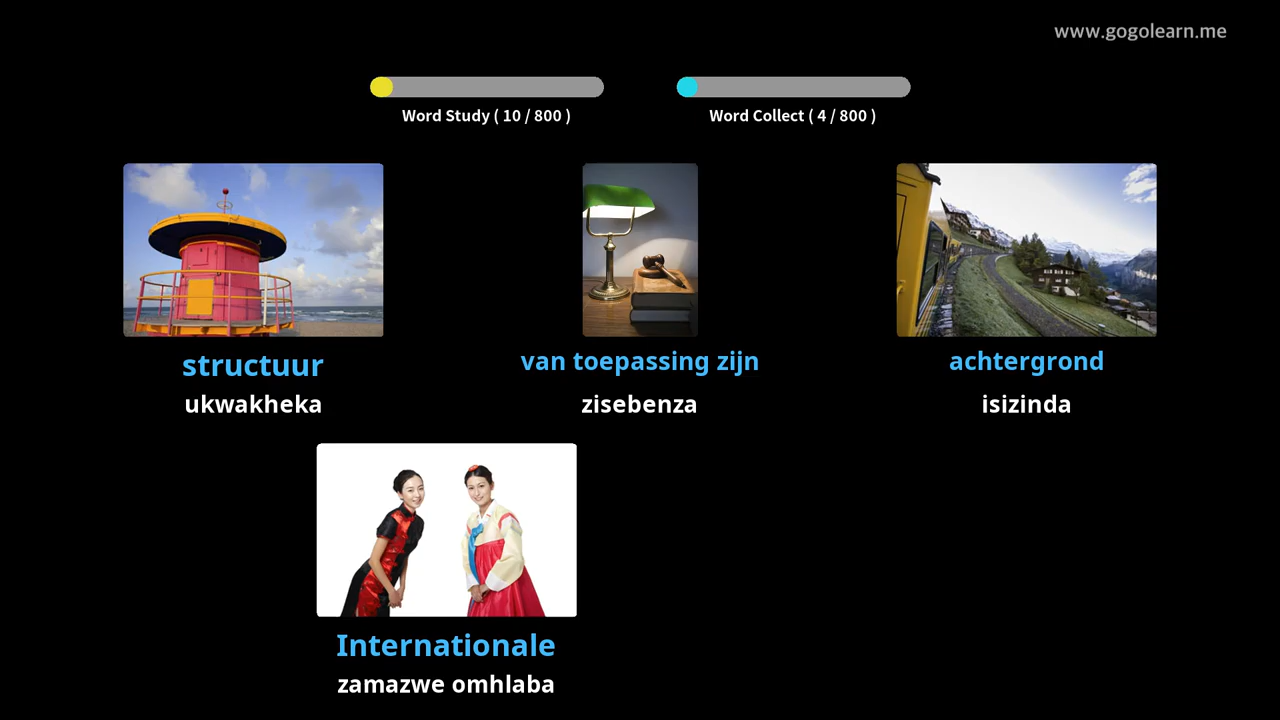 www.gogolearn.me
Word Study ( 10 / 800 )
Word Collect ( 4 / 800 )
structuur
ukwakheka
van toepassing zijn
zisebenza
achtergrond
isizinda
Internationale
zamazwe omhlaba